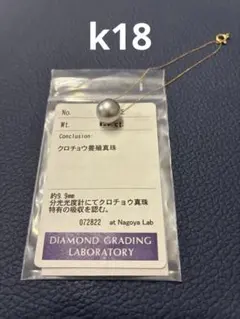 k18
No.
Wt.
Conclusion:
クロチョウ養殖真珠
約9.9mm
分光光度計にてクロチョウ真珠
特有の吸収を認む。
072822 at Nagoya Lab
DIAMOND GRADING
LABORATORY